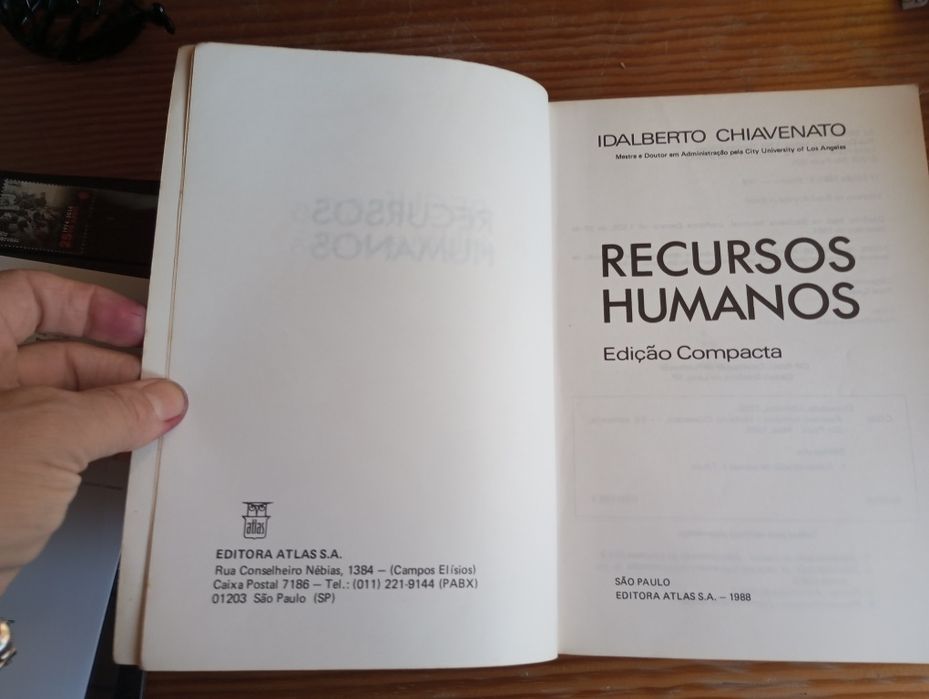 atlas
EDITORA ATLAS S.A.
Rua Conselheiro Nébias, 1384 — (Campos Elísios)
Caixa Postal 7186 — Tel.: (011) 221-9144 (PABX)
01203 São Paulo (SP)
IDALBERTO CHIAVENATO
Mestre e Doutor em Administração pela City University of Los Angeles
RECURSOS
HUMANOS
Edição Compacta
SÃO PAULO
EDITORA ATLAS S.A. — 1988